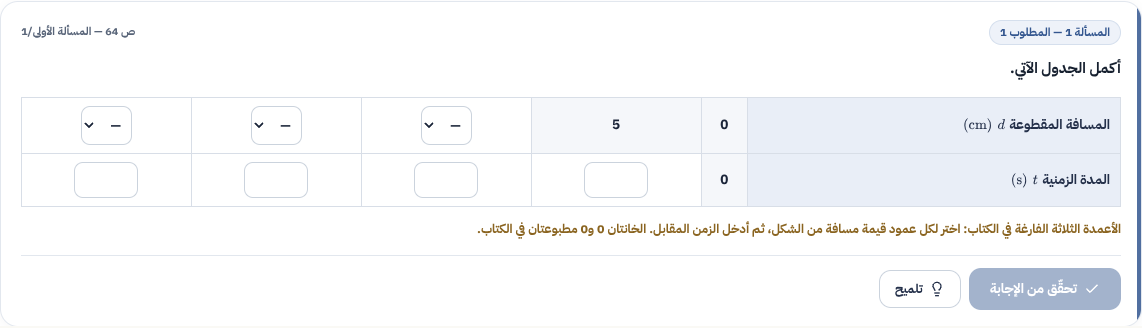 المسألة 1 — المطلوب 1
ص 64 — المسألة الأولى/1
أكمل الجدول الآتي.
المسافة المقطوعة d (cm) 0 5 — — —
المدة الزمنية t (s) 0
الأعمدة الثلاثة الفارغة في الكتاب: اختر لكل عمود قيمة مسافة من الشكل، ثم أدخل الزمن المقابل. الخانتان 0 و0 مطبوعتان في الكتاب.
تحقّق من الإجابة
تلميح